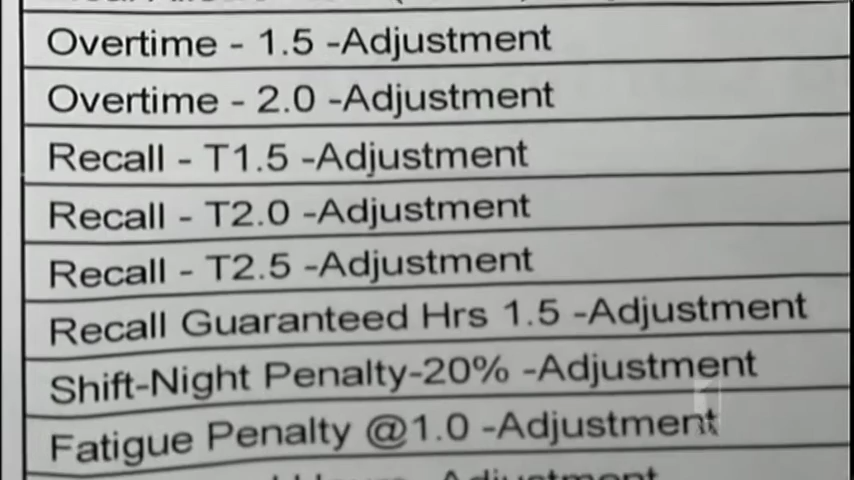 Overtime - 1.5 -Adjustment
Overtime - 2.0 -Adjustment
Recall - T1.5 -Adjustment
Recall - T2.0 -Adjustment
Recall - T2.5 -Adjustment
Recall Guaranteed Hrs 1.5 -Adjustment
Shift-Night Penalty-20% -Adjustment
Fatigue Penalty @1.0 -Adjustment
-Adjustment